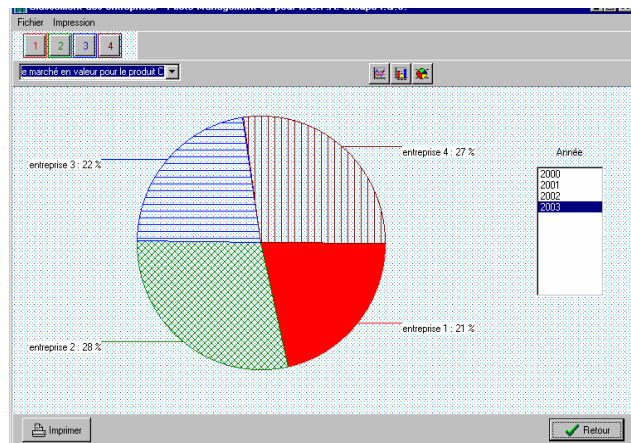 Fichier Impression
1 2 3 4
e marché en valeur pour le produit C
entreprise 4 : 27 %
Année
entreprise 3 : 22 %
2000
2001
2002
2003
entreprise 1 : 21 %
entreprise 2 : 28 %
Imprimer
Retour